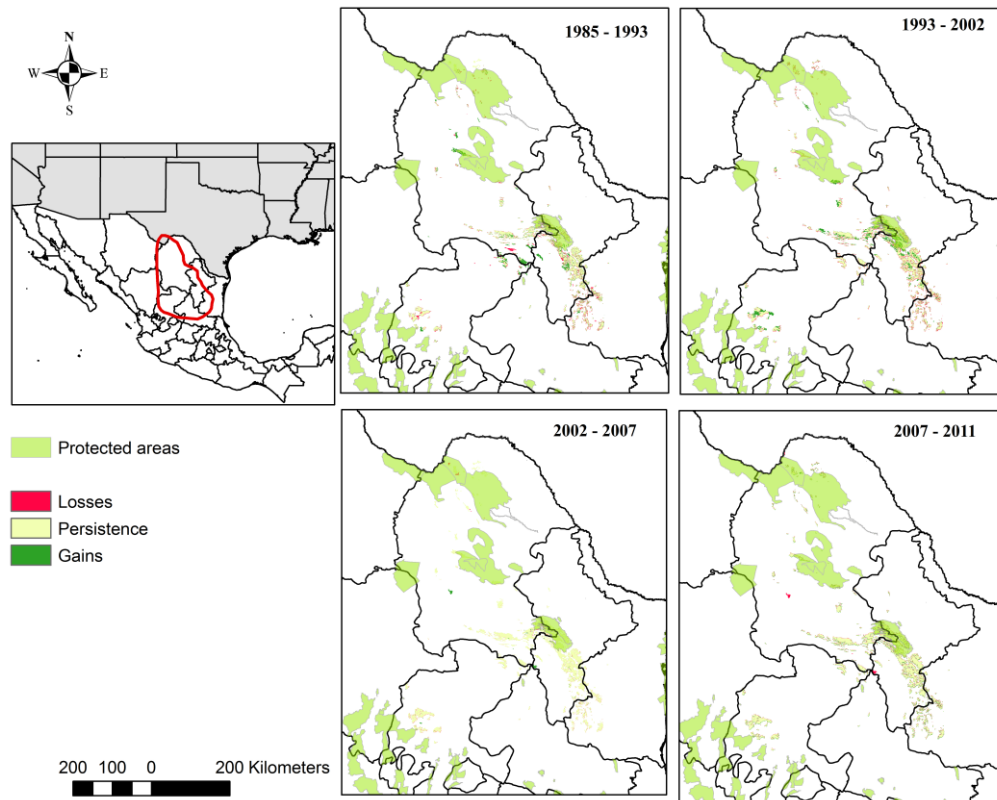 N
W E
S
1985 - 1993
1993 - 2002
2002 - 2007
2007 - 2011
Protected areas
Losses
Persistence
Gains
200 100 0 200 Kilometers